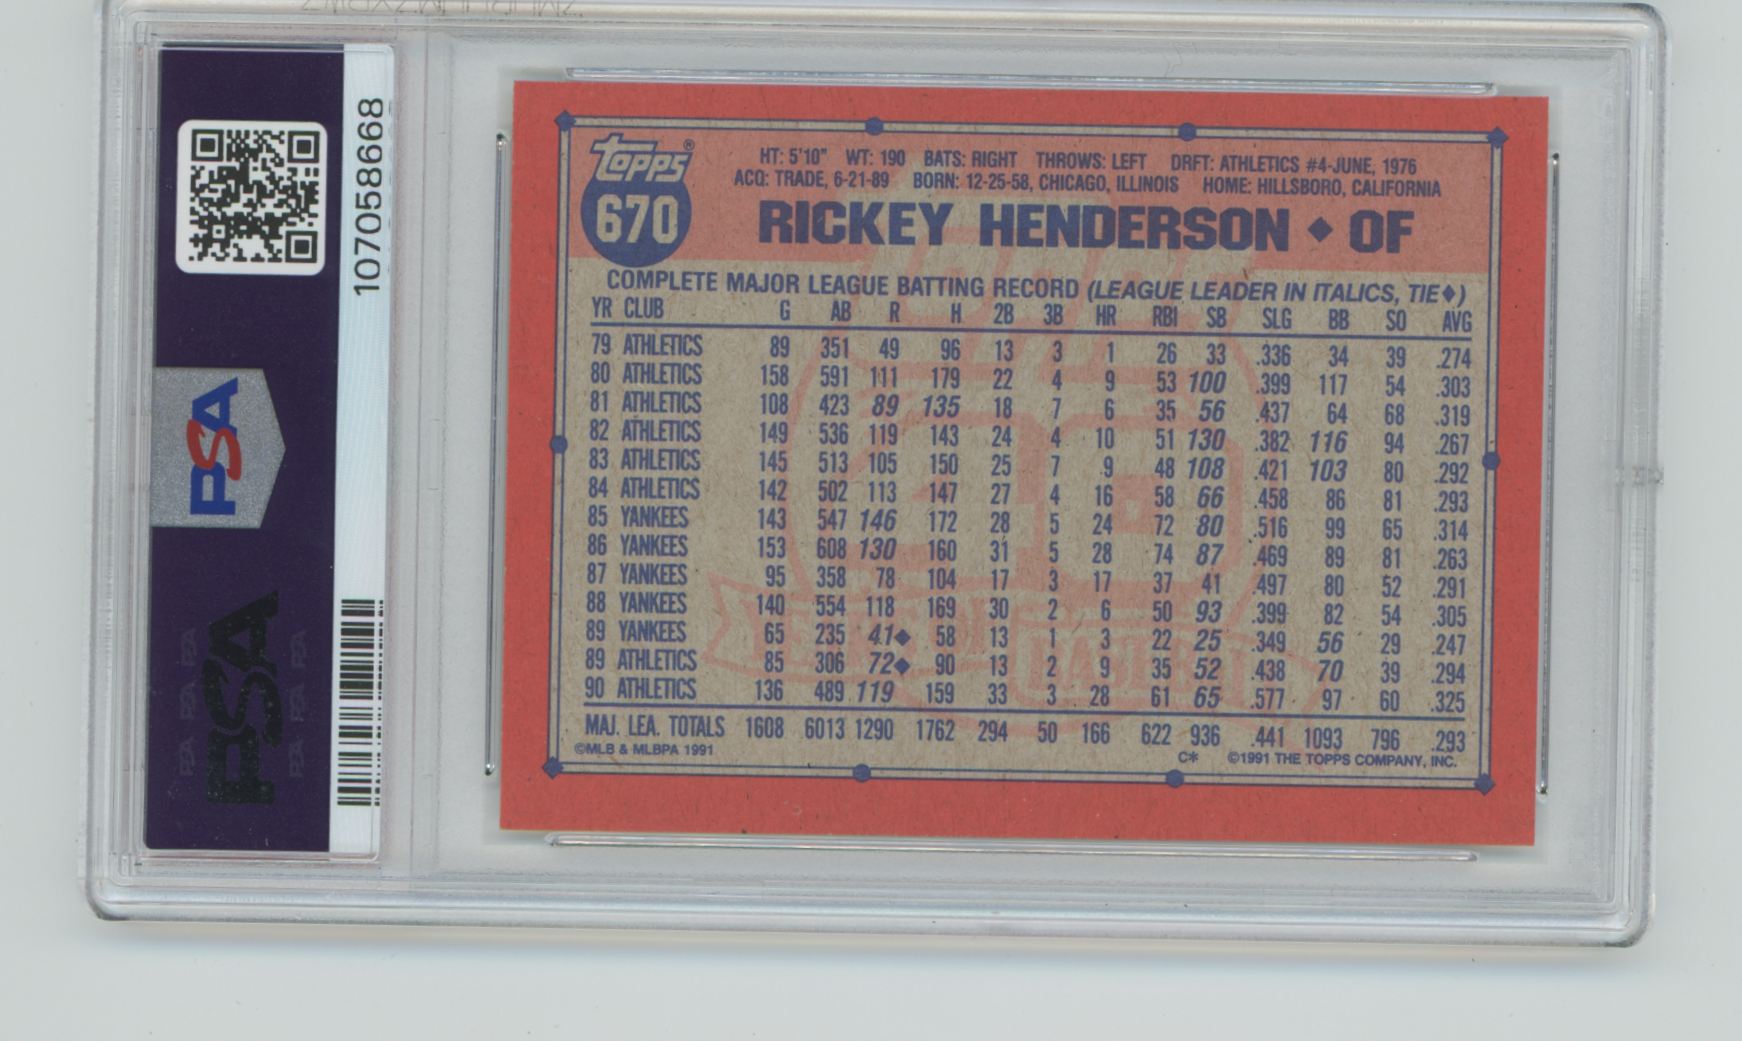 107058668
PSA
PSA
topps®
670
HT: 5'10" WT: 190 BATS: RIGHT THROWS: LEFT DRFT: ATHLETICS #4-JUNE, 1976
ACQ: TRADE, 6-21-89 BORN: 12-25-58, CHICAGO, ILLINOIS HOME: HILLSBORO, CALIFORNIA
RICKEY HENDERSON ♦ OF
COMPLETE MAJOR LEAGUE BATTING RECORD (LEAGUE LEADER IN ITALICS, TIE♦)
YR CLUB G AB R H 2B 3B HR RBI SB SLG BB SO AVG
79 ATHLETICS 89 351 49 96 13 3 1 26 33 .336 34 39 .274
80 ATHLETICS 158 591 111 179 22 4 9 53 100 .399 117 54 .303
81 ATHLETICS 108 423 89 135 18 7 6 35 56 .437 64 68 .319
82 ATHLETICS 149 536 119 143 24 4 10 51 130 .382 116 94 .267
83 ATHLETICS 145 513 105 150 25 7 9 48 108 .421 103 80 .292
84 ATHLETICS 142 502 113 147 27 4 16 58 66 .458 86 81 .293
85 YANKEES 143 547 146 172 28 5 24 72 80 .516 99 65 .314
86 YANKEES 153 608 130 160 31 5 28 74 87 .469 89 81 .263
87 YANKEES 95 358 78 104 17 3 17 37 41 .497 80 52 .291
88 YANKEES 140 554 118 169 30 2 6 50 93 .399 82 54 .305
89 YANKEES 65 235 41♦ 58 13 1 3 22 25 .349 56 29 .247
89 ATHLETICS 85 306 72♦ 90 13 2 9 35 52 .438 70 39 .294
90 ATHLETICS 136 489 119 159 33 3 28 61 65 .577 97 60 .325
MAJ. LEA. TOTALS 1608 6013 1290 1762 294 50 166 622 936 .441 1093 796 .293
©MLB & MLBPA 1991 C* ©1991 THE TOPPS COMPANY, INC.